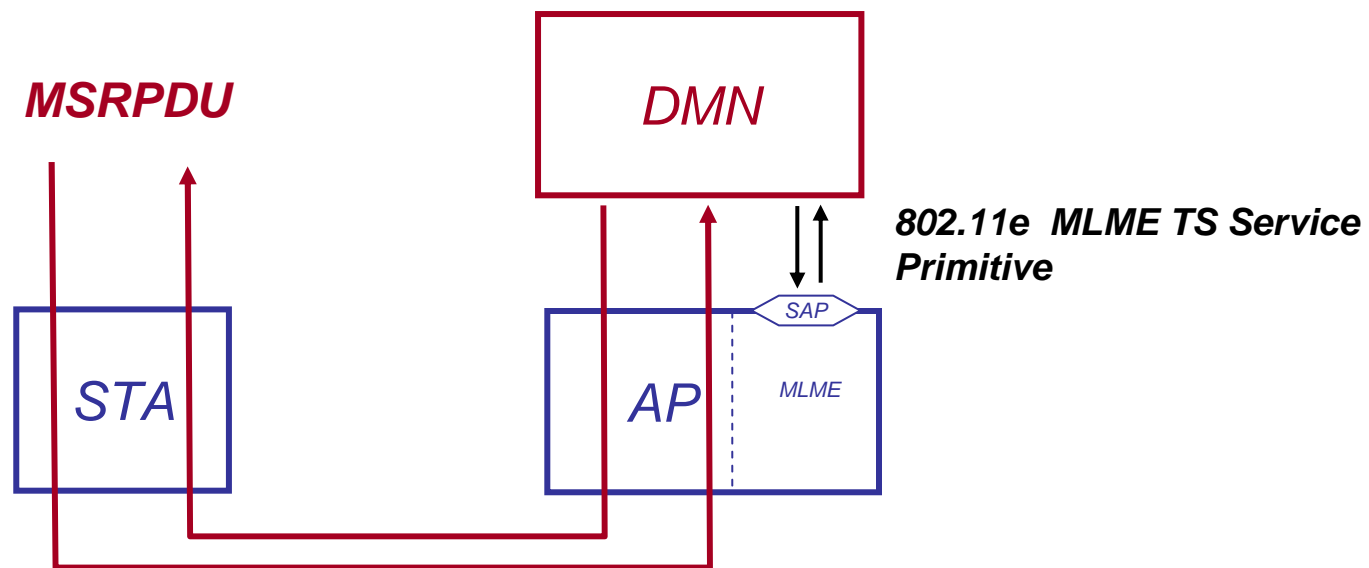 MSRPDU
DMN
802.11e MLME TS Service
Primitive
SAP
STA
AP
MLME